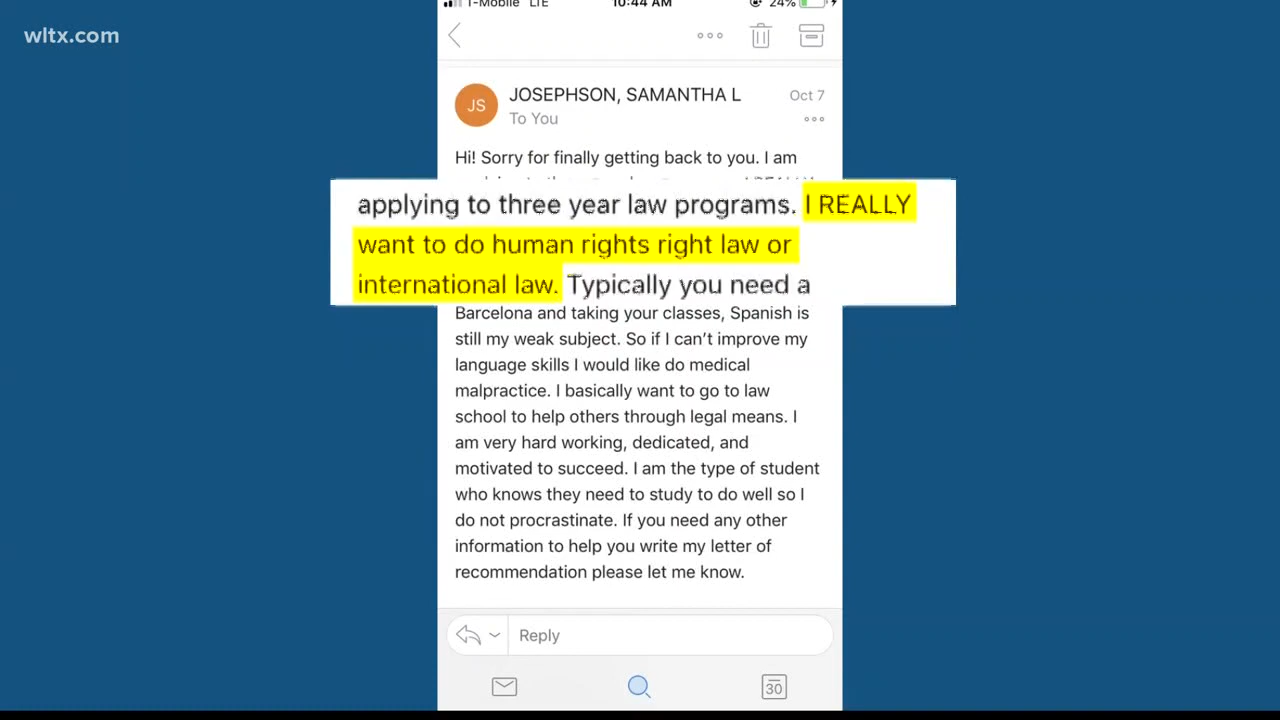 T-Mobile LTE 10:44 AM 24%
wltx.com
JOSEPHSON, SAMANTHA L Oct 7
JS
To You
Hi! Sorry for finally getting back to you. I am
applying to three year law programs. I REALLY
want to do human rights right law or
international law. Typically you need a
Barcelona and taking your classes, Spanish is
still my weak subject. So if I can't improve my
language skills I would like do medical
malpractice. I basically want to go to law
school to help others through legal means. I
am very hard working, dedicated, and
motivated to succeed. I am the type of student
who knows they need to study to do well so I
do not procrastinate. If you need any other
information to help you write my letter of
recommendation please let me know.
Reply
30